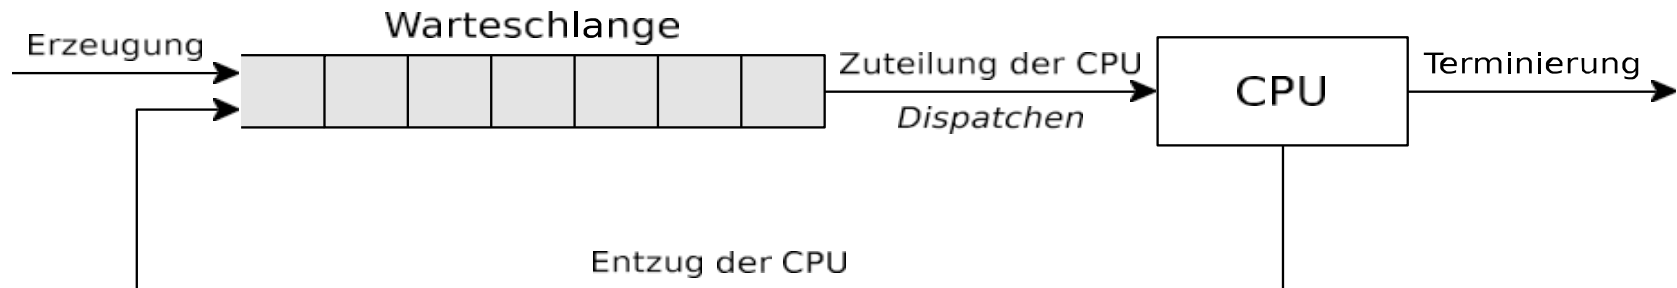 Warteschlange
Erzeugung
Zuteilung der CPU
Dispatchen
CPU
Terminierung
Entzug der CPU